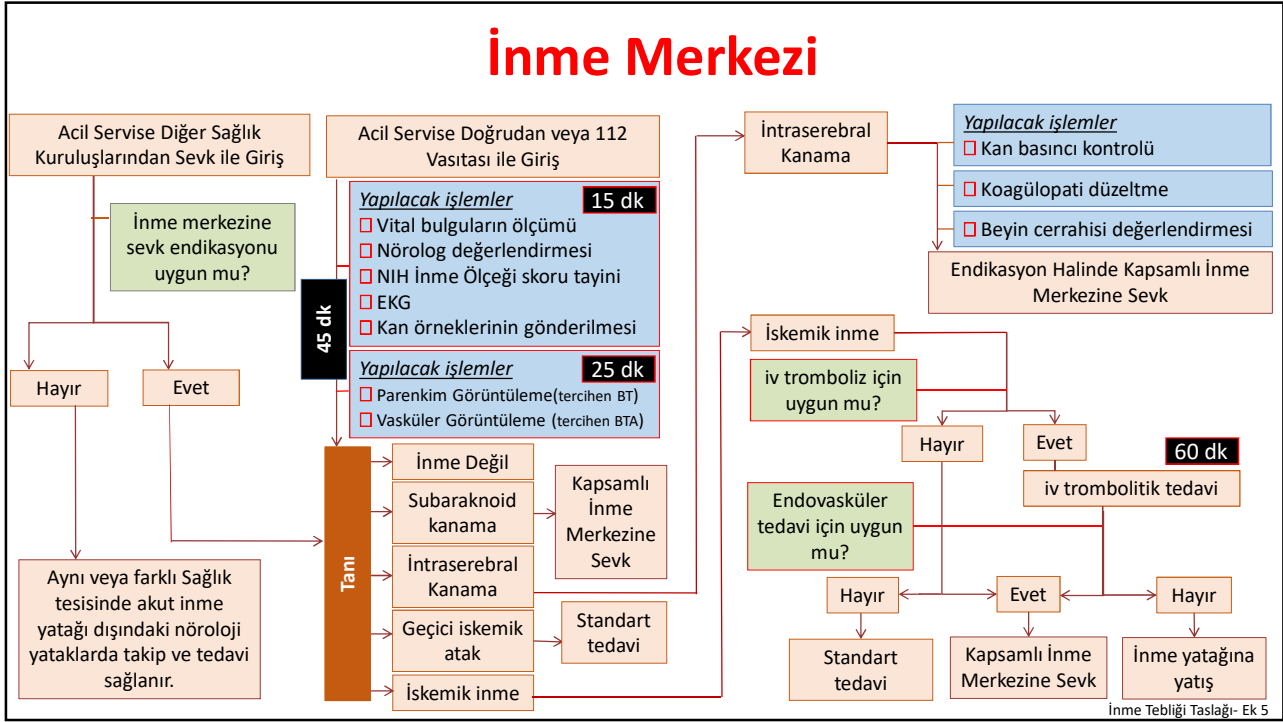 İnme Merkezi
Acil Servise Diğer Sağlık
Kuruluşlarından Sevk ile Giriş
İnme merkezine
sevk endikasyonu
uygun mu?
Hayır
Evet
Aynı veya farklı Sağlık
tesisinde akut inme
yatağı dışındaki nöroloji
yataklarda takip ve tedavi
sağlanır.
Acil Servise Doğrudan veya 112
Vasıtası ile Giriş
45 dk
Yapılacak işlemler
15 dk
Vital bulguların ölçümü
Nörolog değerlendirmesi
NIH İnme Ölçeği skoru tayini
EKG
Kan örneklerinin gönderilmesi
Yapılacak işlemler
25 dk
Parenkim Görüntüleme(tercihen BT)
Vasküler Görüntüleme (tercihen BTA)
Tanı
İnme Değil
Subaraknoid
kanama
Kapsamlı
İnme
Merkezine
Sevk
İntraserebral
Kanama
Geçici iskemik
atak
Standart
tedavi
İskemik inme
İntraserebral
Kanama
Yapılacak işlemler
Kan basıncı kontrolü
Koagülopati düzeltme
Beyin cerrahisi değerlendirmesi
Endikasyon Halinde Kapsamlı İnme
Merkezine Sevk
İskemik inme
iv tromboliz için
uygun mu?
Hayır
Evet
60 dk
iv trombolitik tedavi
Endovasküler
tedavi için uygun
mu?
Hayır
Evet
Hayır
Standart
tedavi
Kapsamlı İnme
Merkezine Sevk
İnme yatağına
yatış
İnme Tebliği Taslağı- Ek 5